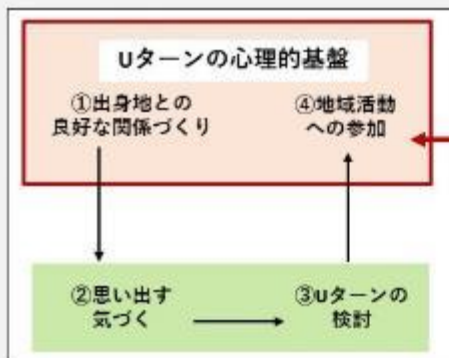 Uターンの心理的基盤
①出身地との
良好な関係づくり
④地域活動
への参加
②思い出す
気づく
③Uターンの
検討